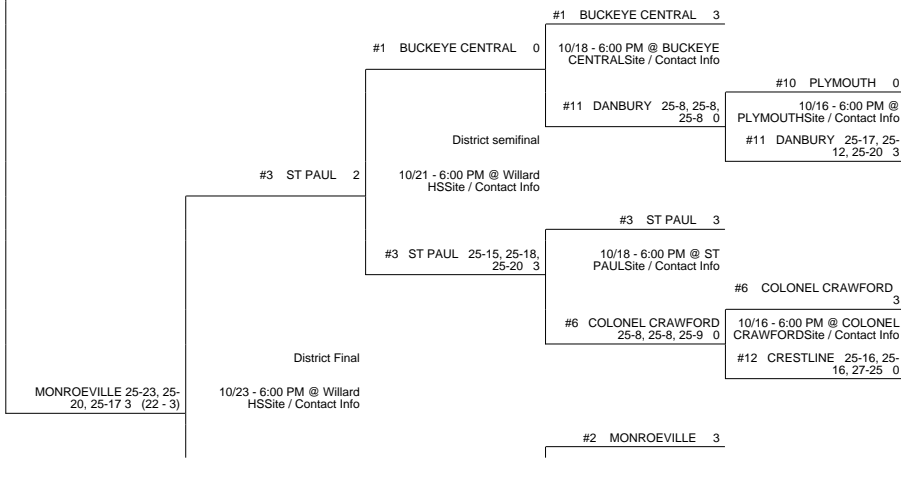 #1 BUCKEYE CENTRAL 3
#1 BUCKEYE CENTRAL 0
10/18 - 6:00 PM @ BUCKEYE
CENTRALSite / Contact Info
#10 PLYMOUTH 0
#11 DANBURY 25-8, 25-8,
25-8 0
10/16 - 6:00 PM @
PLYMOUTHSite / Contact Info
#11 DANBURY 25-17, 25-
12, 25-20 3
District semifinal
#3 ST PAUL 2
10/21 - 6:00 PM @ Willard
HSSite / Contact Info
#3 ST PAUL 3
#3 ST PAUL 25-15, 25-18,
25-20 3
10/18 - 6:00 PM @ ST
PAULSite / Contact Info
#6 COLONEL CRAWFORD
3
#6 COLONEL CRAWFORD
25-8, 25-8, 25-9 0
10/16 - 6:00 PM @ COLONEL
CRAWFORDSite / Contact Info
#12 CRESTLINE 25-16, 25-
16, 27-25 0
District Final
MONROEVILLE 25-23, 25-
20, 25-17 3 (22 - 3)
10/23 - 6:00 PM @ Willard
HSSite / Contact Info
#2 MONROEVILLE 3